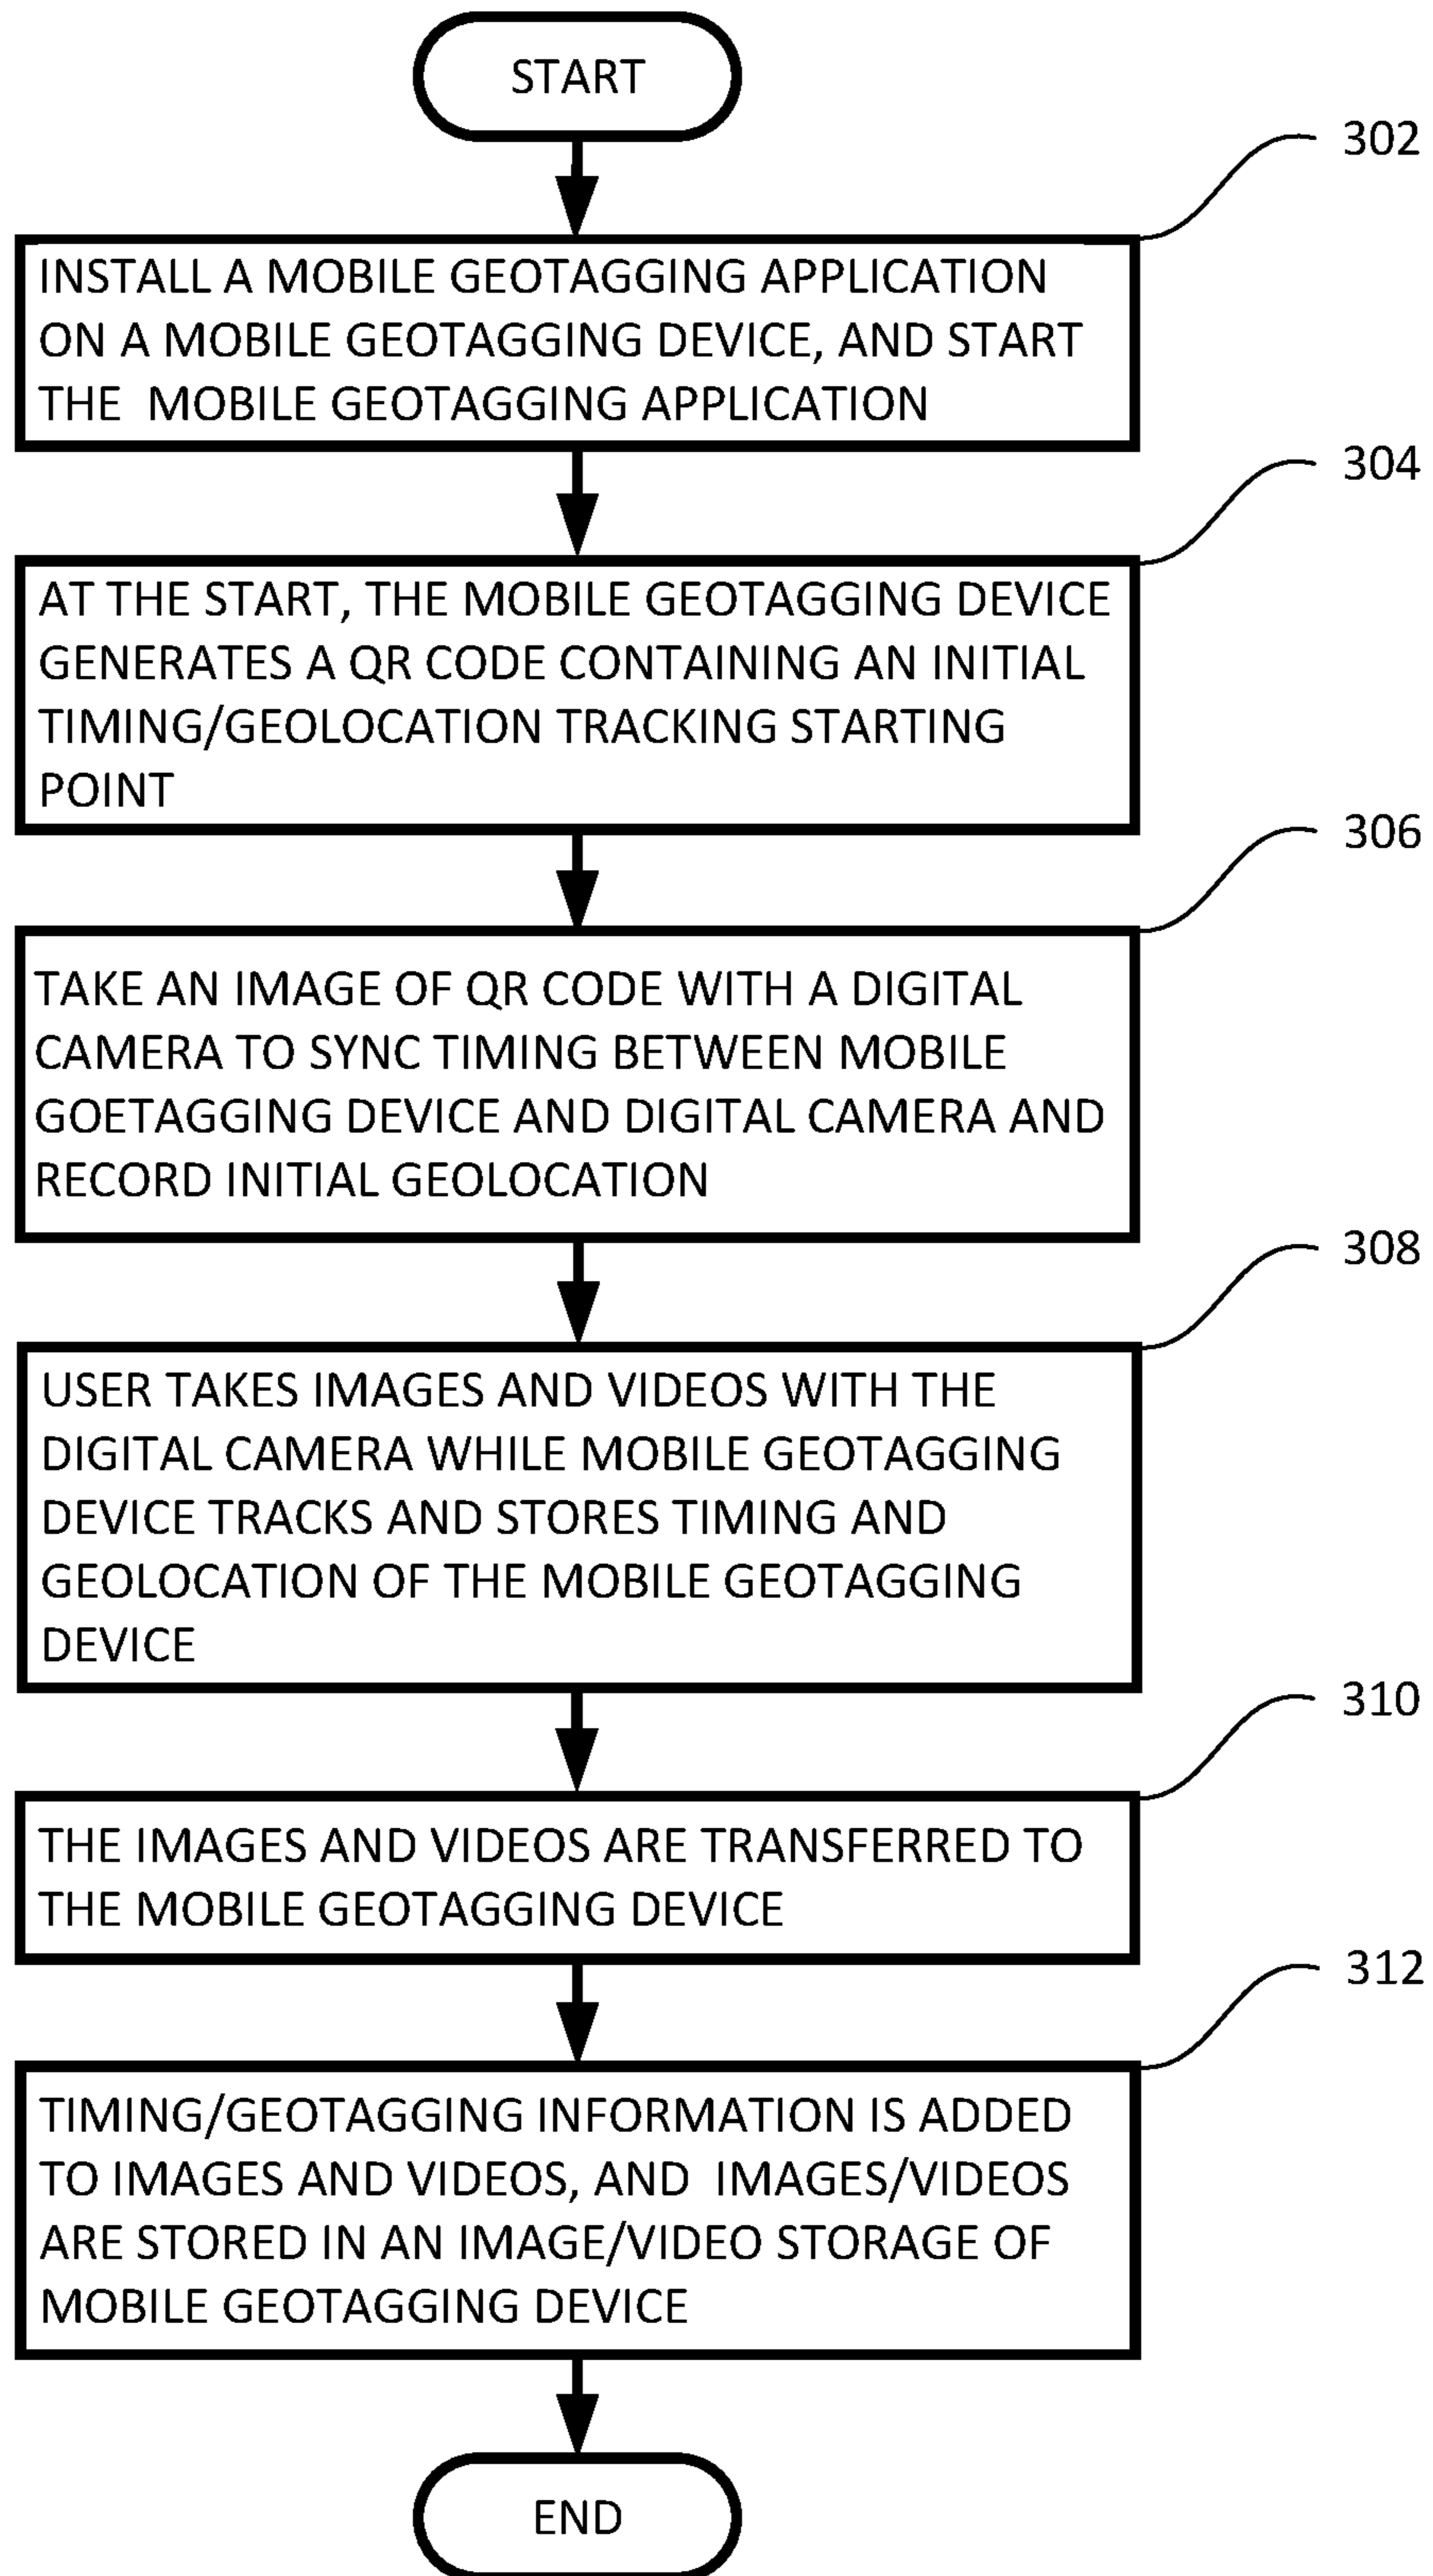 START
302
INSTALL A MOBILE GEOTAGGING APPLICATION
ON A MOBILE GEOTAGGING DEVICE, AND START
THE  MOBILE GEOTAGGING APPLICATION
304
AT THE START, THE MOBILE GEOTAGGING DEVICE
GENERATES A QR CODE CONTAINING AN INITIAL
TIMING/GEOLOCATION TRACKING STARTING
POINT
306
TAKE AN IMAGE OF QR CODE WITH A DIGITAL
CAMERA TO SYNC TIMING BETWEEN MOBILE
GOETAGGING DEVICE AND DIGITAL CAMERA AND
RECORD INITIAL GEOLOCATION
308
USER TAKES IMAGES AND VIDEOS WITH THE
DIGITAL CAMERA WHILE MOBILE GEOTAGGING
DEVICE TRACKS AND STORES TIMING AND
GEOLOCATION OF THE MOBILE GEOTAGGING
DEVICE
310
THE IMAGES AND VIDEOS ARE TRANSFERRED TO
THE MOBILE GEOTAGGING DEVICE
312
TIMING/GEOTAGGING INFORMATION IS ADDED
TO IMAGES AND VIDEOS, AND  IMAGES/VIDEOS
ARE STORED IN AN IMAGE/VIDEO STORAGE OF
MOBILE GEOTAGGING DEVICE
END